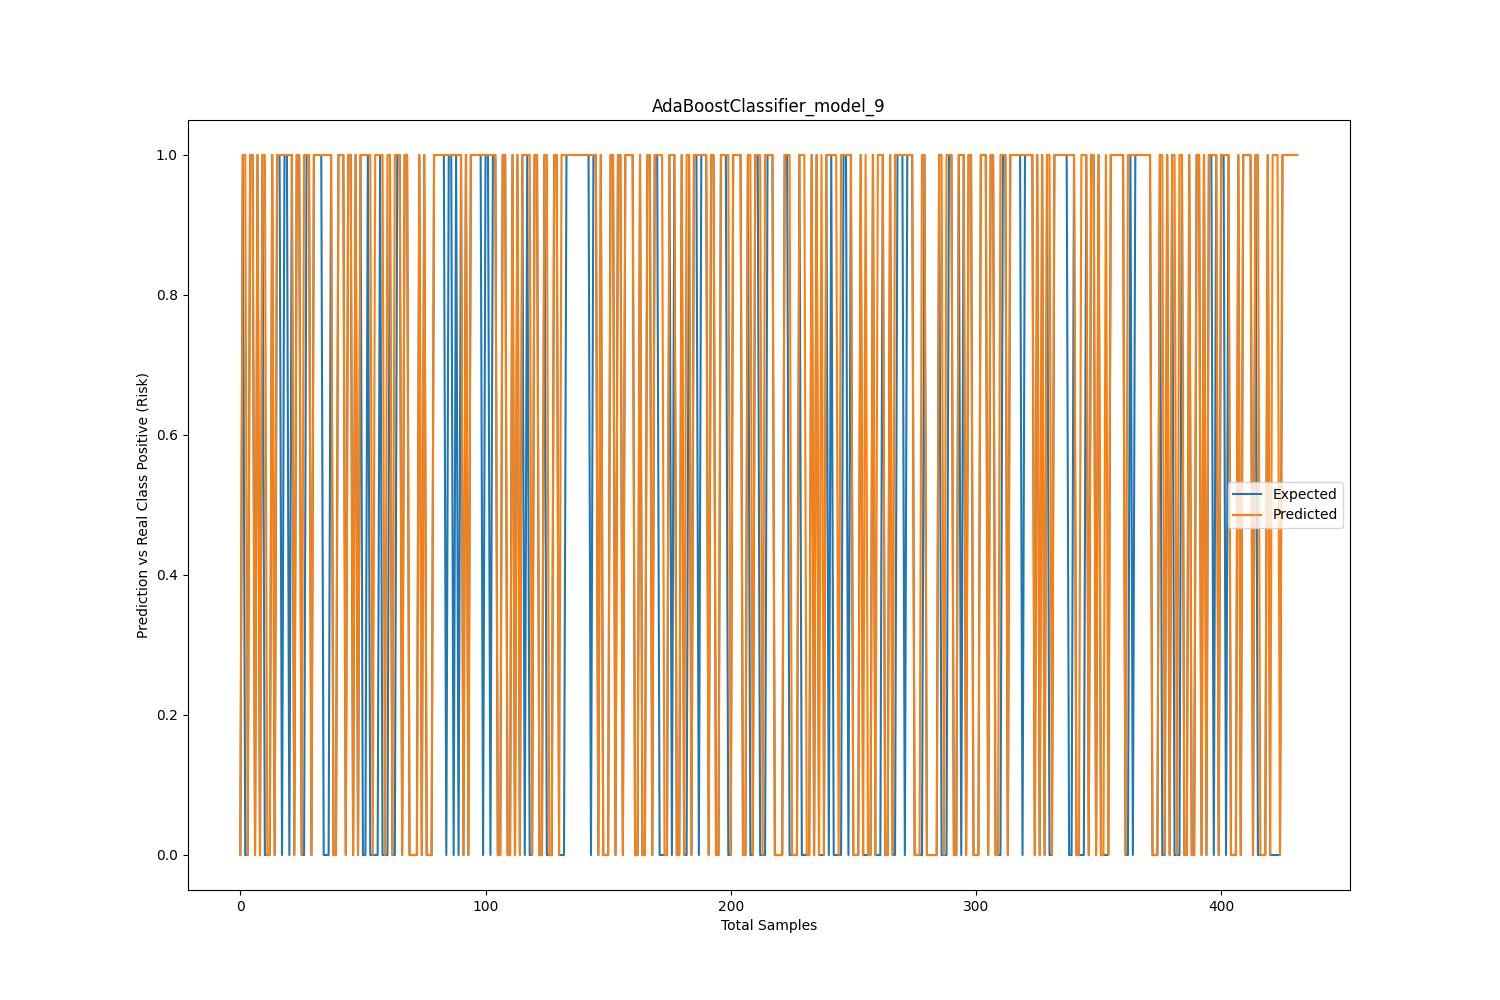 AdaBoostClassifier_model_9
1.0
0.8
0.6
0.4
0.2
0.0
Prediction vs Real Class Positive (Risk)
Expected
Predicted
0 100 200 300 400
Total Samples